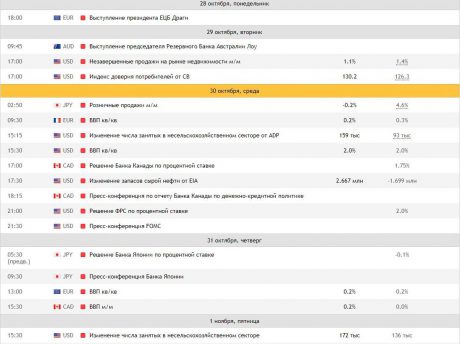 28 октября, понедельник
18:00 EUR Выступление президента ЕЦБ Драги
29 октября, вторник
09:45 AUD Выступление председателя Резервного Банка Австралии Лоу
17:00 USD Незавершенные продажи на рынке недвижимости м/м 1.1% 1.4%
17:00 USD Индекс доверия потребителей от CB 130.2 126.3
30 октября, среда
02:50 JPY Розничные продажи м/м -0.2% 4.6%
09:30 EUR ВВП кв/кв 0.2% 0.3%
15:15 USD Изменение числа занятых в несельскохозяйственном секторе от ADP 159 тыс 93 тыс
15:30 USD ВВП кв/кв 2.0% 2.0%
17:00 CAD Решение Банка Канады по процентной ставке 1.75%
17:30 USD Изменение запасов сырой нефти от EIA 2.667 млн -1.699 млн
18:15 CAD Пресс-конференция по отчету Банка Канады по денежно-кредитной политике
21:00 USD Решение ФРС по процентной ставке 2.0%
21:30 USD Пресс-конференция FOMC
31 октября, четверг
05:30 JPY Решение Банка Японии по процентной ставке -0.1%
(предв.)
09:30 JPY Пресс-конференция Банка Японии
13:00 EUR ВВП кв/кв 0.2% 0.2%
15:30 CAD ВВП м/м 0.2% 0.0%
1 ноября, пятница
15:30 USD Изменение числа занятых в несельскохозяйственном секторе 172 тыс 136 тыс